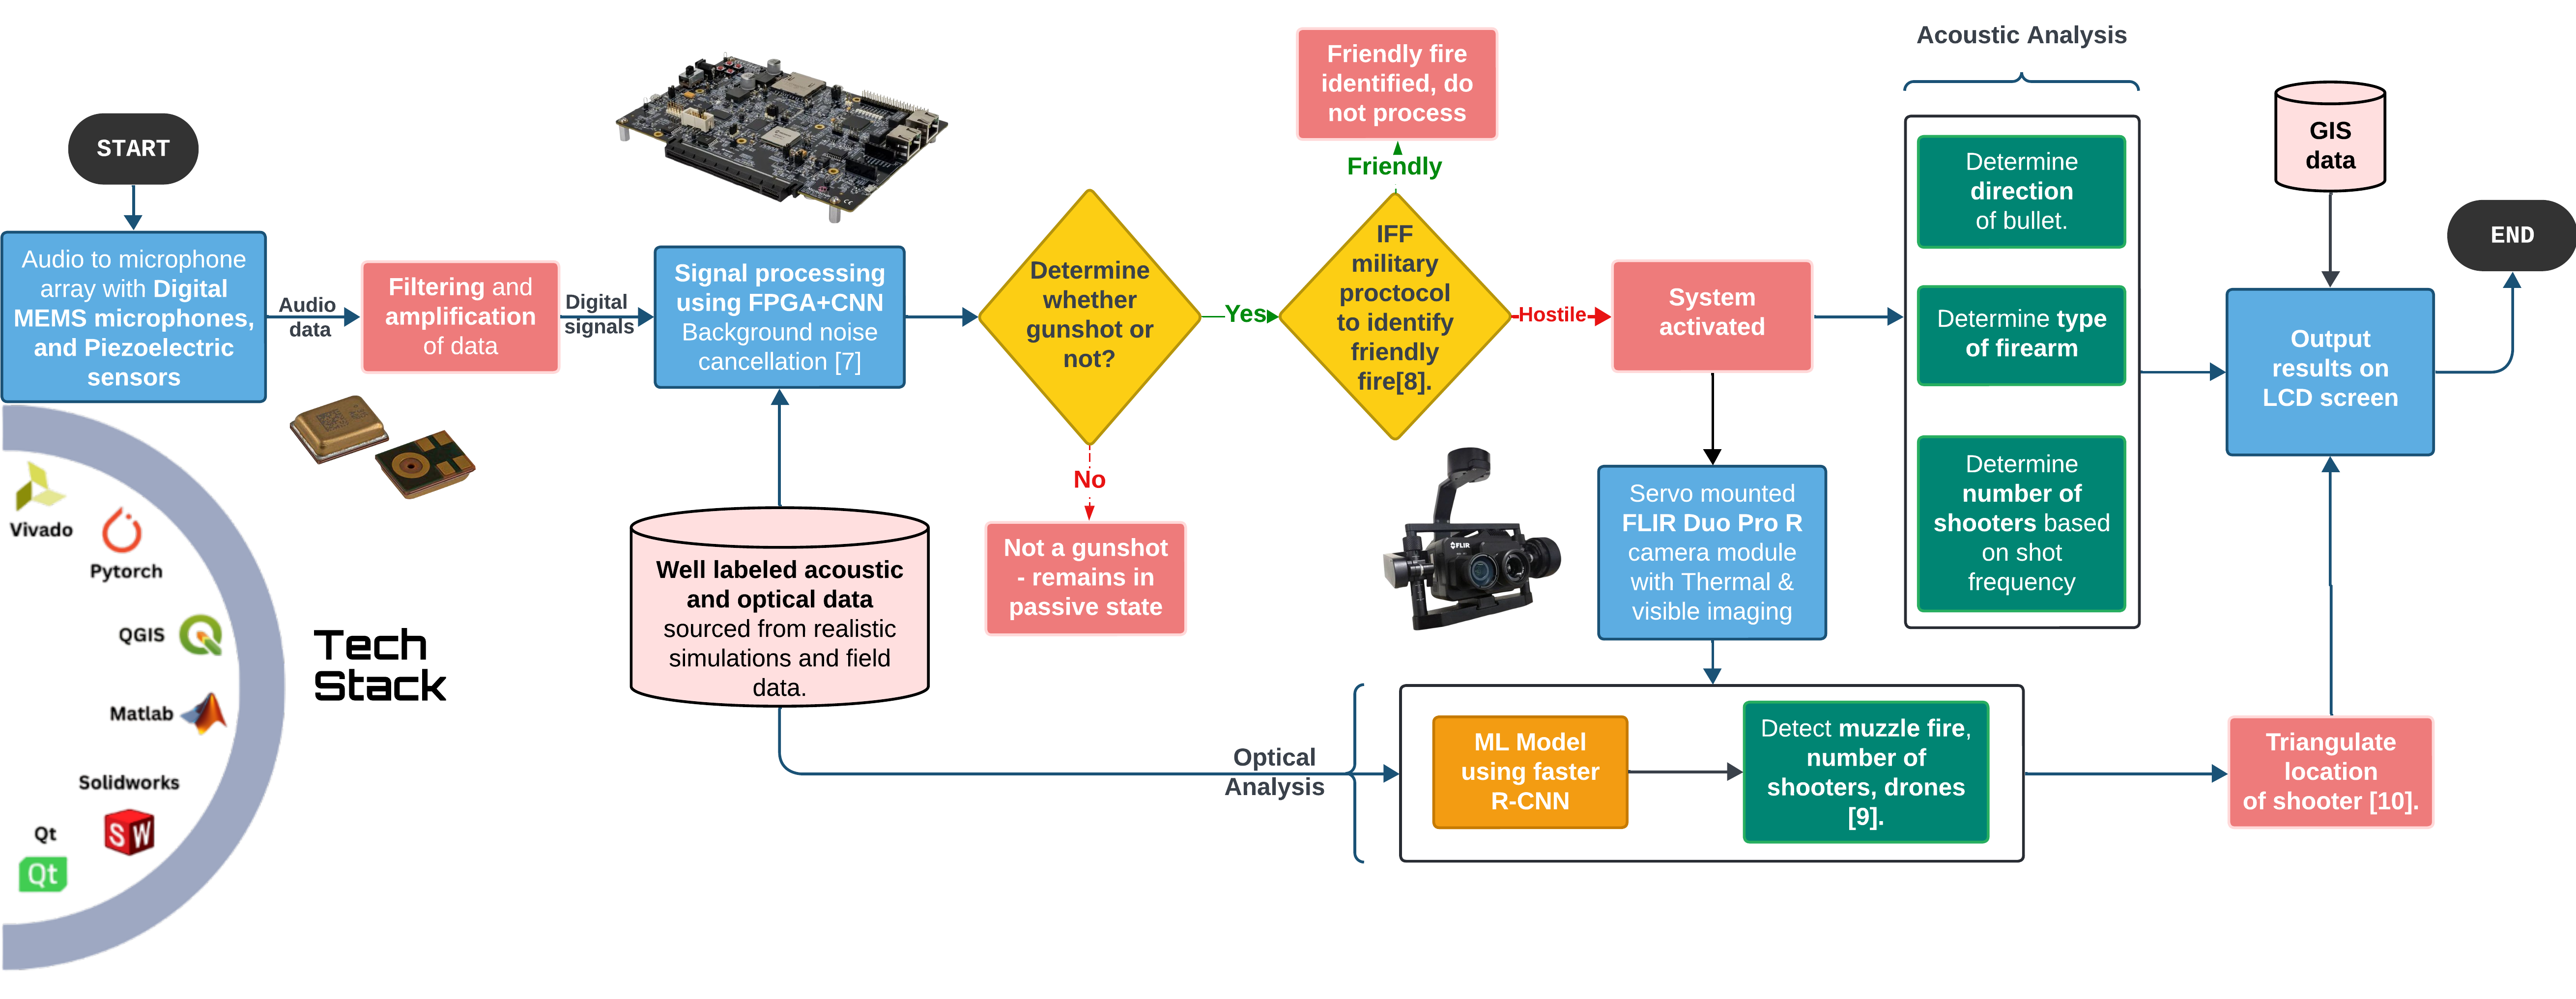 START
Audio to microphone
array with Digital
MEMS microphones,
and Piezoelectric
sensors
Audio
data
Filtering and
amplification
of data
Digital
signals
Signal processing
using FPGA+CNN
Background noise
cancellation [7]
Determine
whether
gunshot or
not?
Yes
No
Not a gunshot
- remains in
passive state
IFF
military
proctocol
to identify
friendly
fire[8].
Friendly
Friendly fire
identified, do
not process
Hostile
System
activated
Acoustic Analysis
Determine
direction
of bullet.
Determine type
of firearm
Determine
number of
shooters based
on shot
frequency
GIS
data
Output
results on
LCD screen
END
Well labeled acoustic
and optical data
sourced from realistic
simulations and field
data.
Servo mounted
FLIR Duo Pro R
camera module
with Thermal &
visible imaging
FLIR
Optical
Analysis
ML Model
using faster
R-CNN
Detect muzzle fire,
number of
shooters, drones
[9].
Triangulate
location
of shooter [10].
Tech
Stack
Vivado
Pytorch
QGIS
Matlab
Solidworks
SW
Qt
Qt